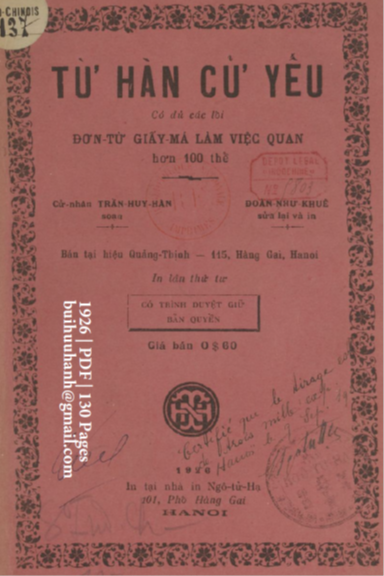 137
TỪ HÀN CỬ YẾU
Có đủ các lối
ĐƠN-TỪ GIẤY-MÁ LÀM VIỆC QUAN
hơn 100 thể
Cử-nhân TRẦN-HUY-HÂN
soạn
ĐOÀN-NHƯ-KHUÊ
sửa lại và in
Bán tại hiệu Quảng-Thịnh — 115, Hàng Gai, Hanoi
In lần thứ tư
CÓ TRÌNH DUYỆT GIỮ
BẢN QUYỀN
Giá bán 0$60
1926
In tại nhà in Ngô-tử-Hạ
101, Phố Hàng Gai
HANOI
1926 | PDF | 130 Pages
buihuuhanh@gmail.com